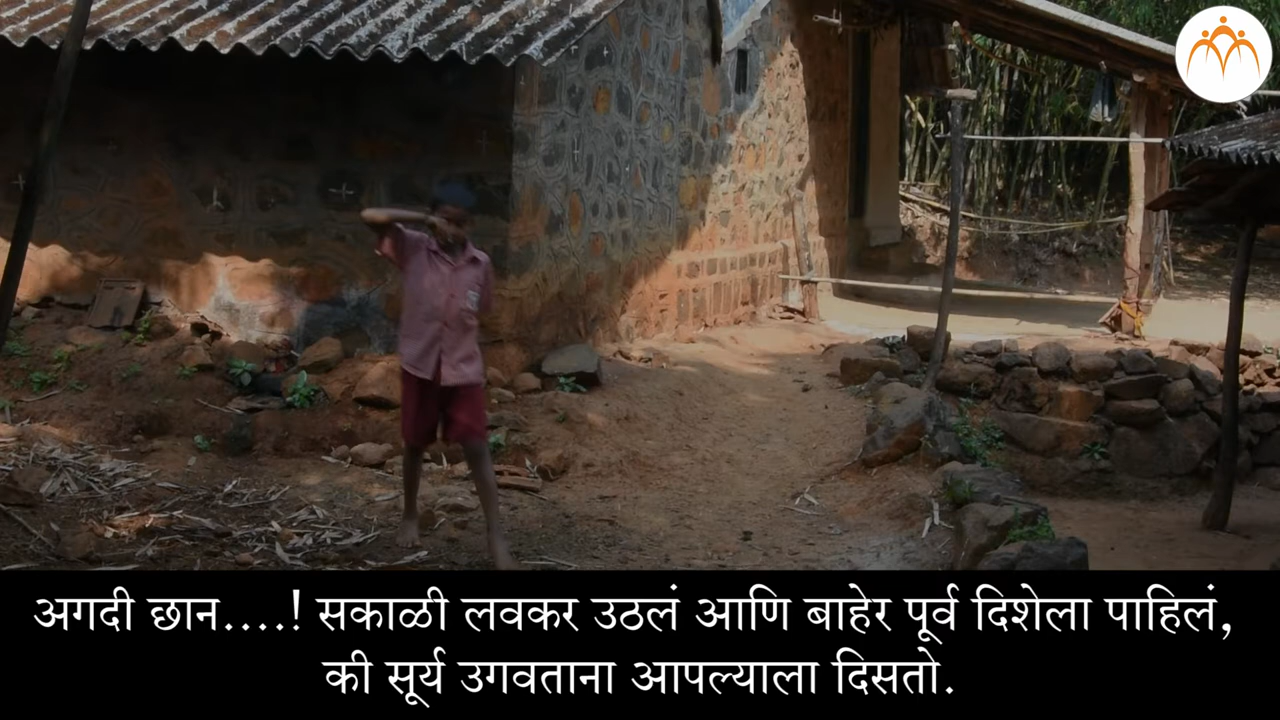 अगदी छान....! सकाळी लवकर उठलं आणि बाहेर पूर्व दिशेला पाहिलं,
की सूर्य उगवताना आपल्याला दिसतो.